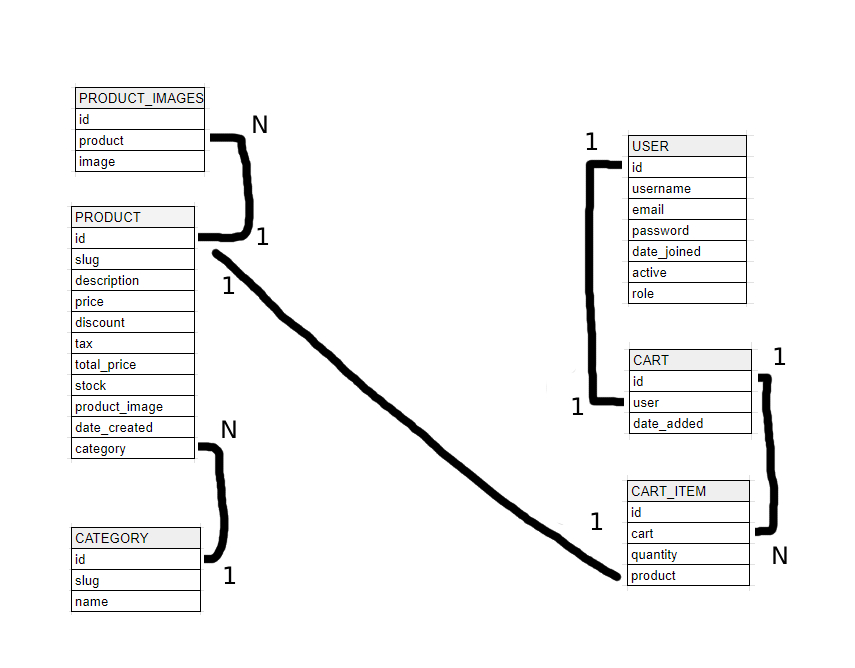 PRODUCT_IMAGES
id
product
image
N
1
PRODUCT
id
slug
description
price
discount
tax
total_price
stock
product_image
date_created
category
1
N
CATEGORY
id
slug
name
1
USER
id
username
email
password
date_joined
active
role
1
CART
id
user
date_added
1
1
CART_ITEM
id
cart
quantity
product
1
N